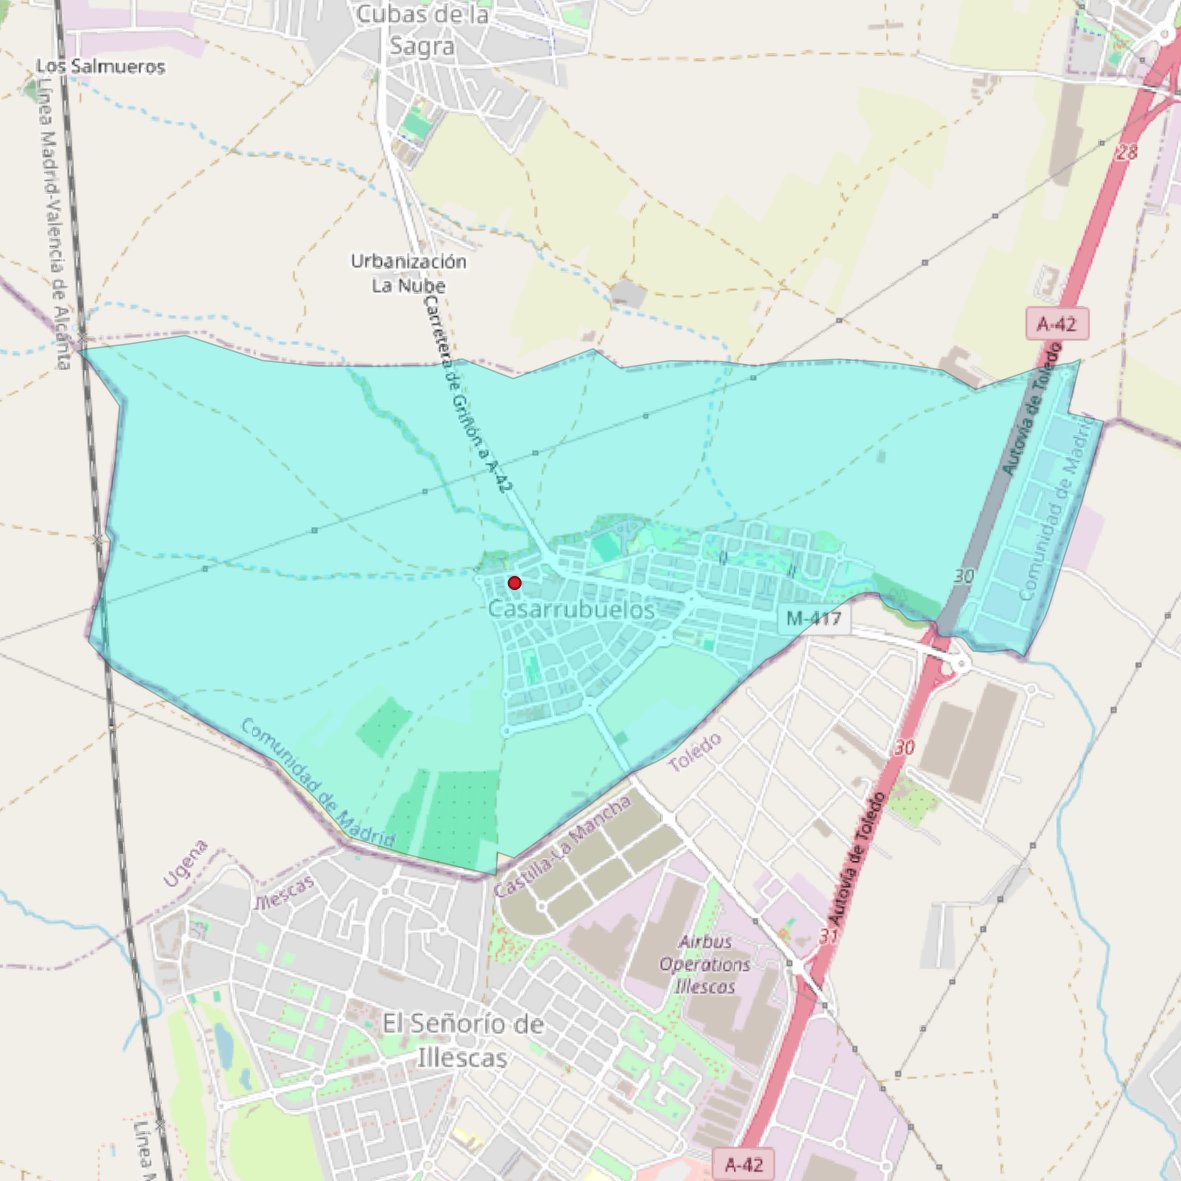 Cubas de la
Sagra
Los Salmueros
Línea Madrid-Valencia de Alcánta
28
Urbanización
La Nube
Carretera de Griñón a A-42
A-42
Autovía de Toledo
Comunidad de Madrid
30
Casarrubuelos
M-417
Comunidad de Madrid
Toledo
30
Castilla-La Mancha
Autovía de Toledo
Ugena
Illescas
31
Airbus
Operations
Illescas
El Señorío de
Illescas
Línea M
A-42